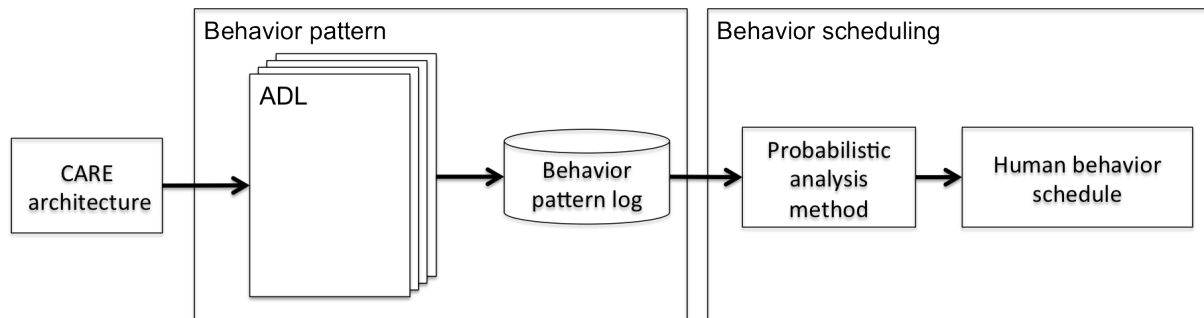 Behavior pattern
Behavior scheduling
ADL
CARE
architecture
Behavior
pattern log
Probabilistic
analysis
method
Human behavior
schedule